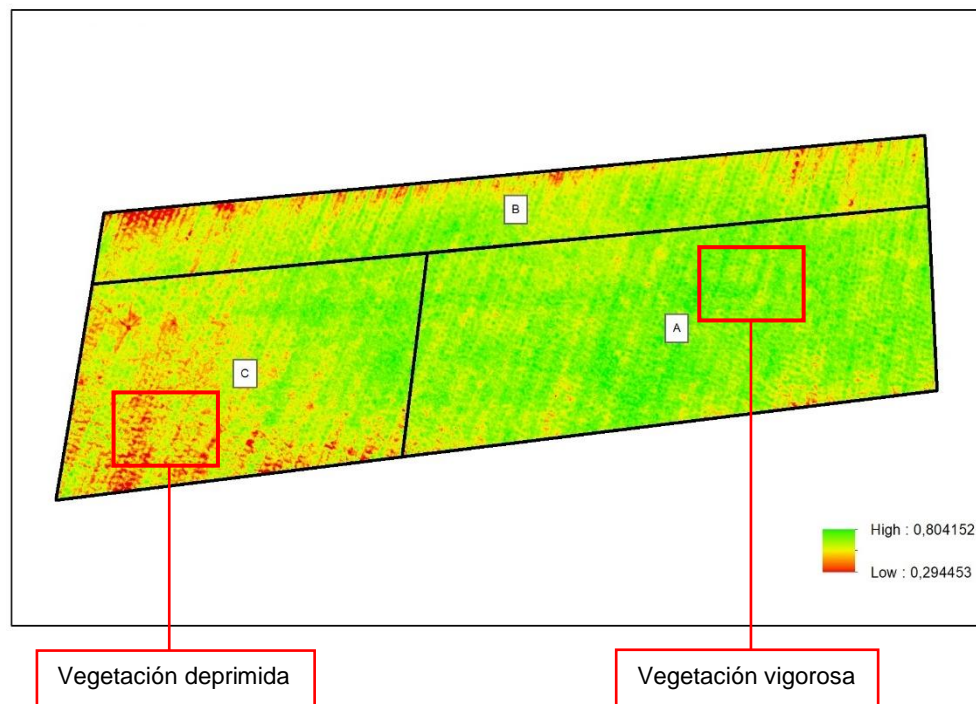 B
A
C
High : 0,804152
Low : 0,294453
Vegetación deprimida
Vegetación vigorosa